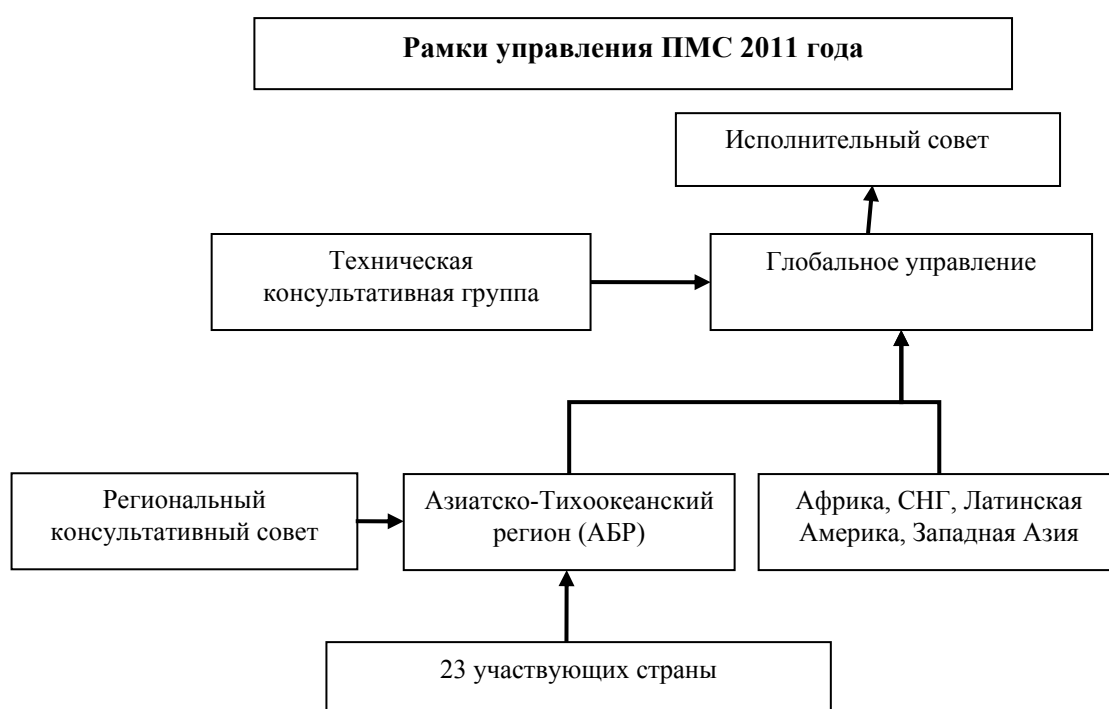 Рамки управления ПМС 2011 года
Исполнительный совет
Техническая
консультативная группа
Глобальное управление
Региональный
консультативный совет
Азиатско-Тихоокеанский
регион (АБР)
Африка, СНГ, Латинская
Америка, Западная Азия
23 участвующих страны